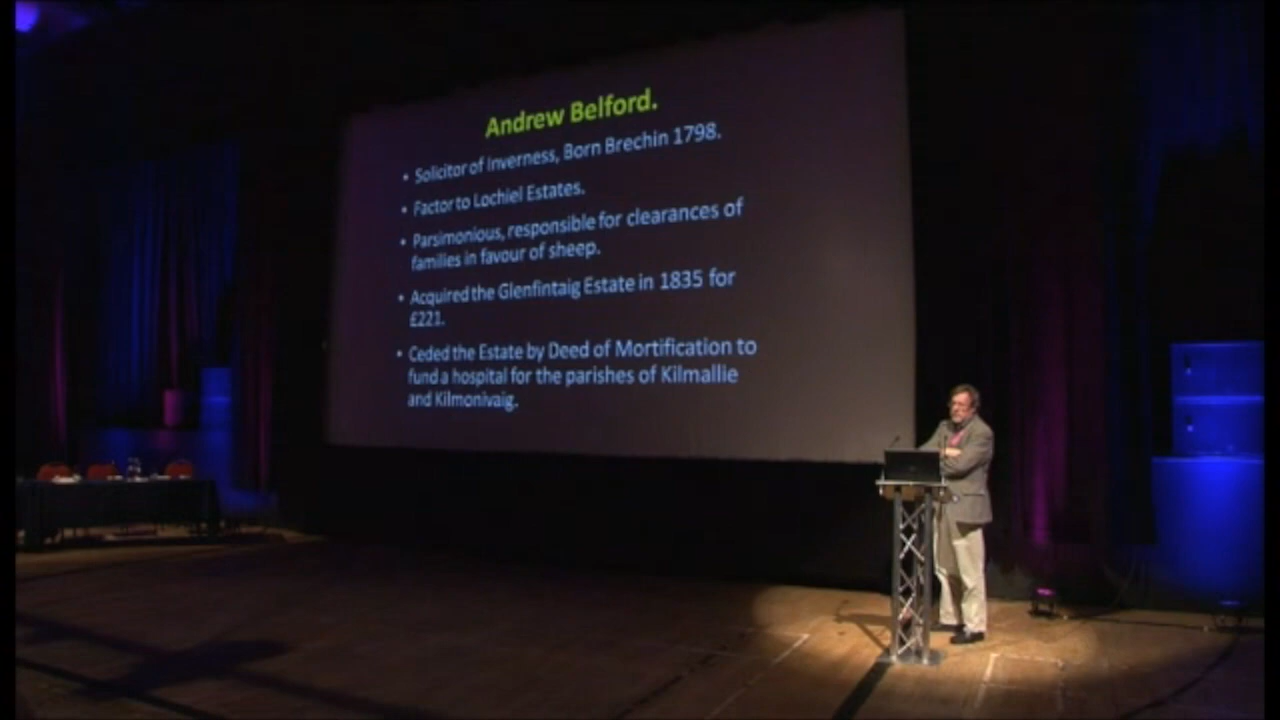 Andrew Belford.
• Solicitor of Inverness, Born Brechin 1798.
• Factor to Lochiel Estates.
• Parsimonious, responsible for clearances of
families in favour of sheep.
• Acquired the Glenfintaig Estate in 1835 for
£221.
• Ceded the Estate by Deed of Mortification to
fund a hospital for the parishes of Kilmallie
and Kilmonivaig.